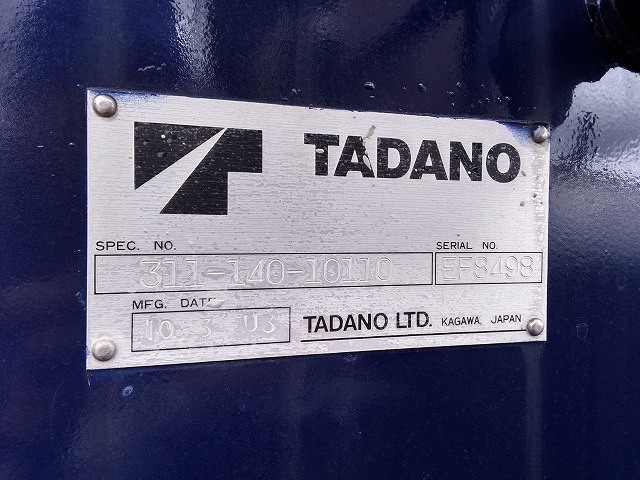 TADANO
SPEC. NO.
SERIAL NO.
311-140-10110
EF8498
MFG. DATE
10. 3 03
TADANO LTD. KAGAWA, JAPAN